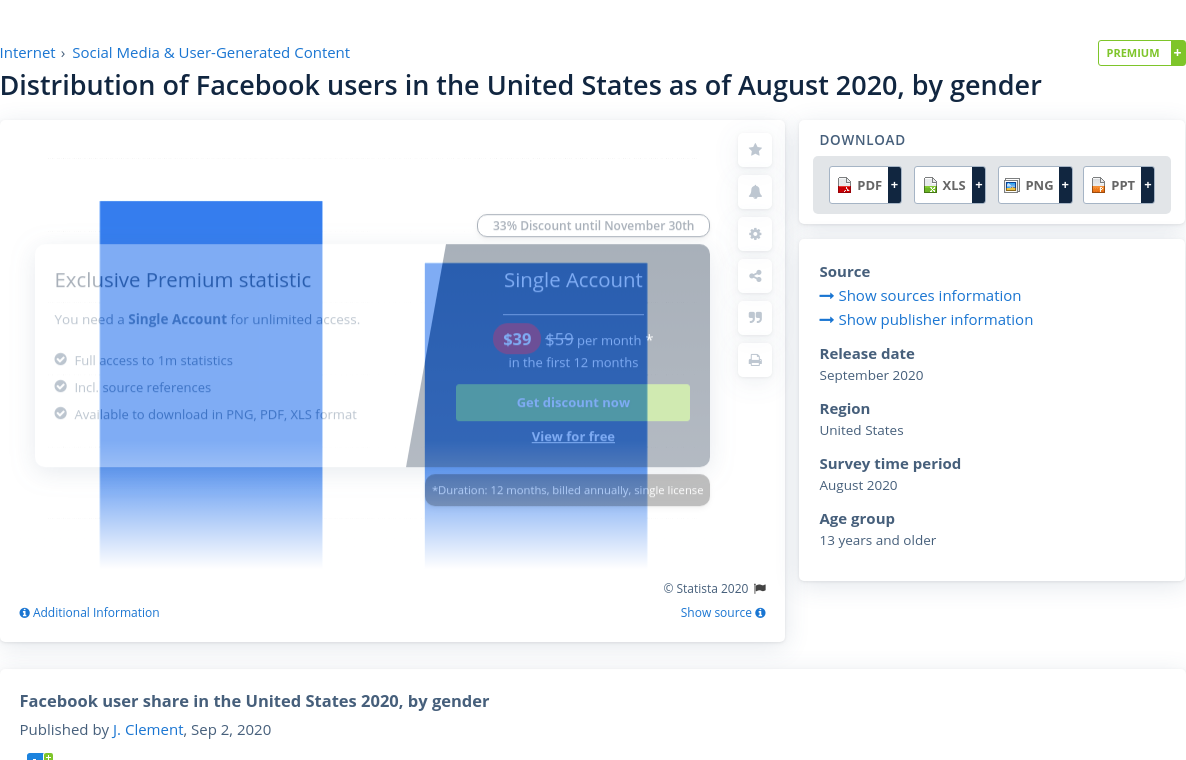 Internet › Social Media & User-Generated Content
PREMIUM +
Distribution of Facebook users in the United States as of August 2020, by gender
33% Discount until November 30th
Exclusive Premium statistic
You need a Single Account for unlimited access.
Full access to 1m statistics
Incl. source references
Available to download in PNG, PDF, XLS format
Single Account
$39 $59 per month *
in the first 12 months
Get discount now
View for free
*Duration: 12 months, billed annually, single license
© Statista 2020
Additional Information
Show source
DOWNLOAD
PDF + XLS + PNG + PPT +
Source
Show sources information
Show publisher information
Release date
September 2020
Region
United States
Survey time period
August 2020
Age group
13 years and older
Facebook user share in the United States 2020, by gender
Published by J. Clement, Sep 2, 2020